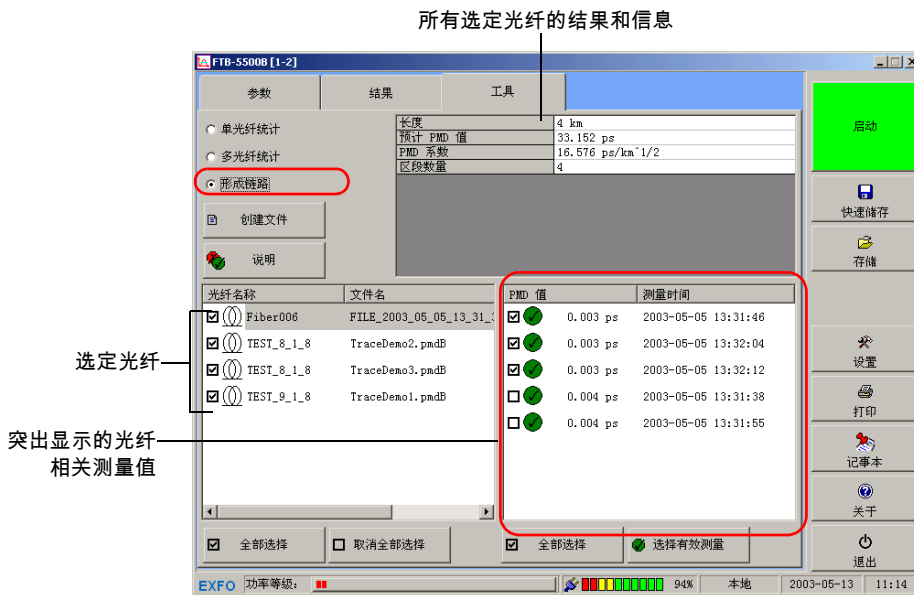 所有选定光纤的结果和信息
FTB-5500B [1-2]
参数
结果
工具
单光纤统计
多光纤统计
形成链路
创建文件
说明
长度 4 km
预计 PMD 值 33.152 ps
PMD 系数 16.576 ps/km^1/2
区段数量 4
启动
快速储存
存储
设置
打印
记事本
关于
退出
光纤名称 文件名
Fiber006 FILE_2003_05_05_13_31_
TEST_8_1_8 TraceDemo2.pmdB
TEST_8_1_8 TraceDemo3.pmdB
TEST_9_1_8 TraceDemo1.pmdB
PMD 值 测量时间
0.003 ps 2003-05-05 13:31:46
0.003 ps 2003-05-05 13:32:04
0.003 ps 2003-05-05 13:32:12
0.004 ps 2003-05-05 13:31:38
0.004 ps 2003-05-05 13:31:55
选定光纤
突出显示的光纤
相关测量值
全部选择
取消全部选择
全部选择
选择有效测量
EXFO 功率等级: 94% 本地 2003-05-13 11:14